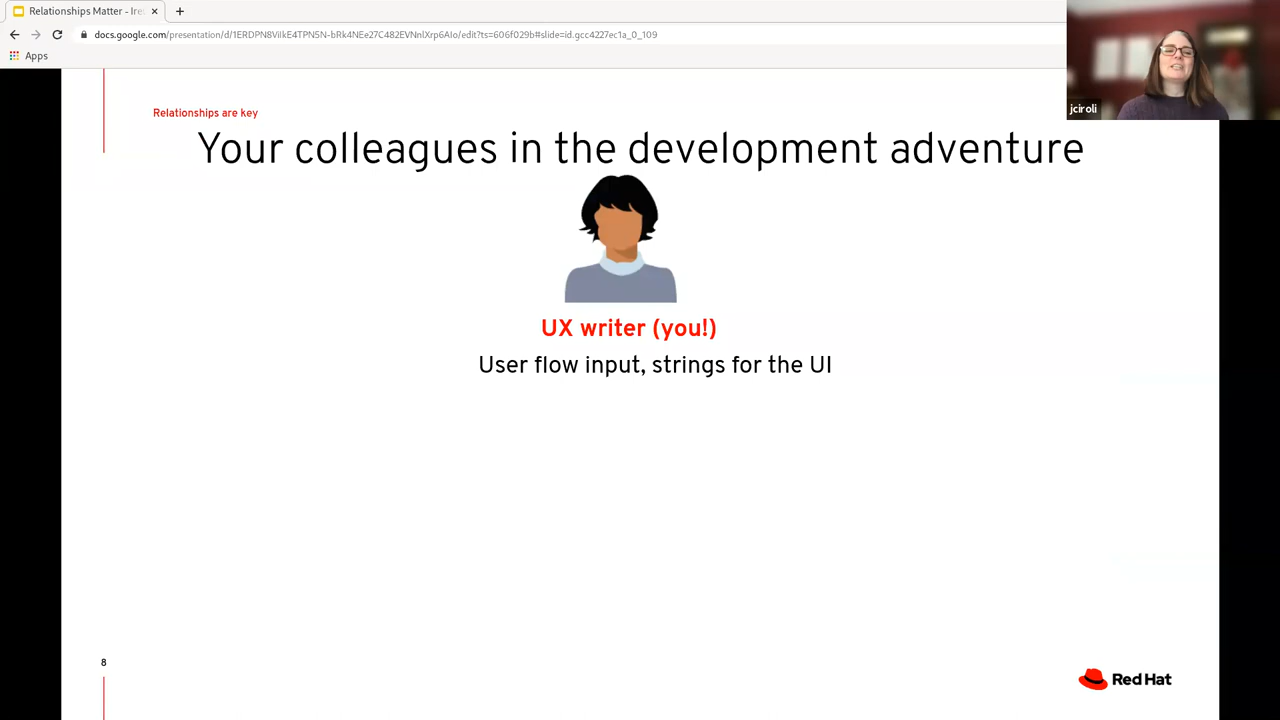 Relationships Matter - Ire
docs.google.com/presentation/d/1ERDPN8ViIkE4TPN5N-bRk4NEe27C482EVNnlXrp6AIo/edit?ts=606f029b#slide=id.gcc4227ec1a_0_109
Apps
jciroli
Relationships are key
Your colleagues in the development adventure
UX writer (you!)
User flow input, strings for the UI
8
Red Hat